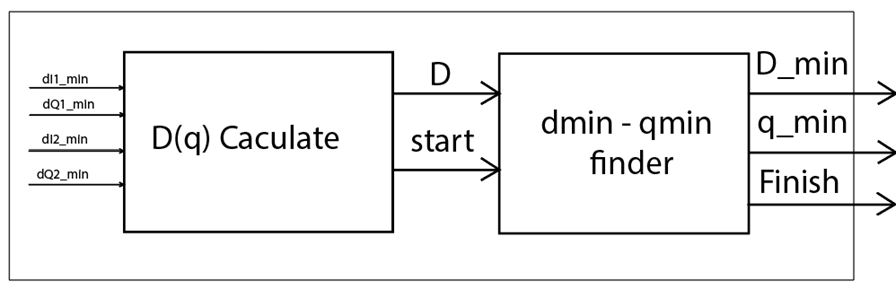 dI1_min
dQ1_min
dI2_min
dQ2_min
D(q) Caculate
D
start
dmin - qmin
finder
D_min
q_min
Finish